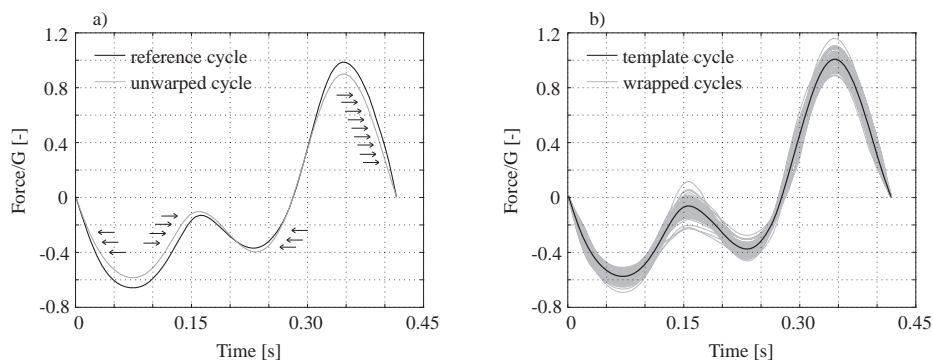 a)
1.2
0.8
0.4
0
-0.4
-0.8
Force/G [-]
reference cycle
unwarped cycle
0
0.15
0.30
0.45
Time [s]
b)
1.2
0.8
0.4
0
-0.4
-0.8
Force/G [-]
template cycle
wrapped cycles
0
0.15
0.30
0.45
Time [s]